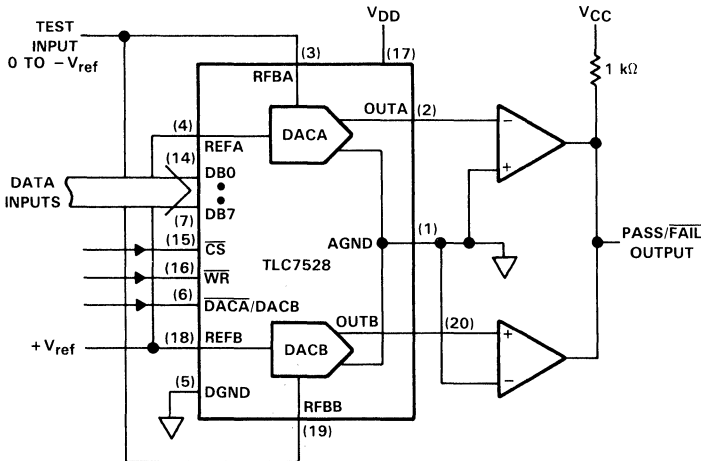 TEST
INPUT
0 TO −Vref
(3)
RFBA
VDD
(17)
VCC
1 kΩ
OUTA
(2)
DACA
−
+
(4)
REFA
(14)
DATA
INPUTS
DB0
DB7
(7)
(15)
CS
(16)
WR
(6)
DACA/DACB
AGND
(1)
TLC7528
PASS/FAIL
OUTPUT
+Vref
(18)
REFB
OUTB
(20)
DACB
+
−
(5)
DGND
RFBB
(19)